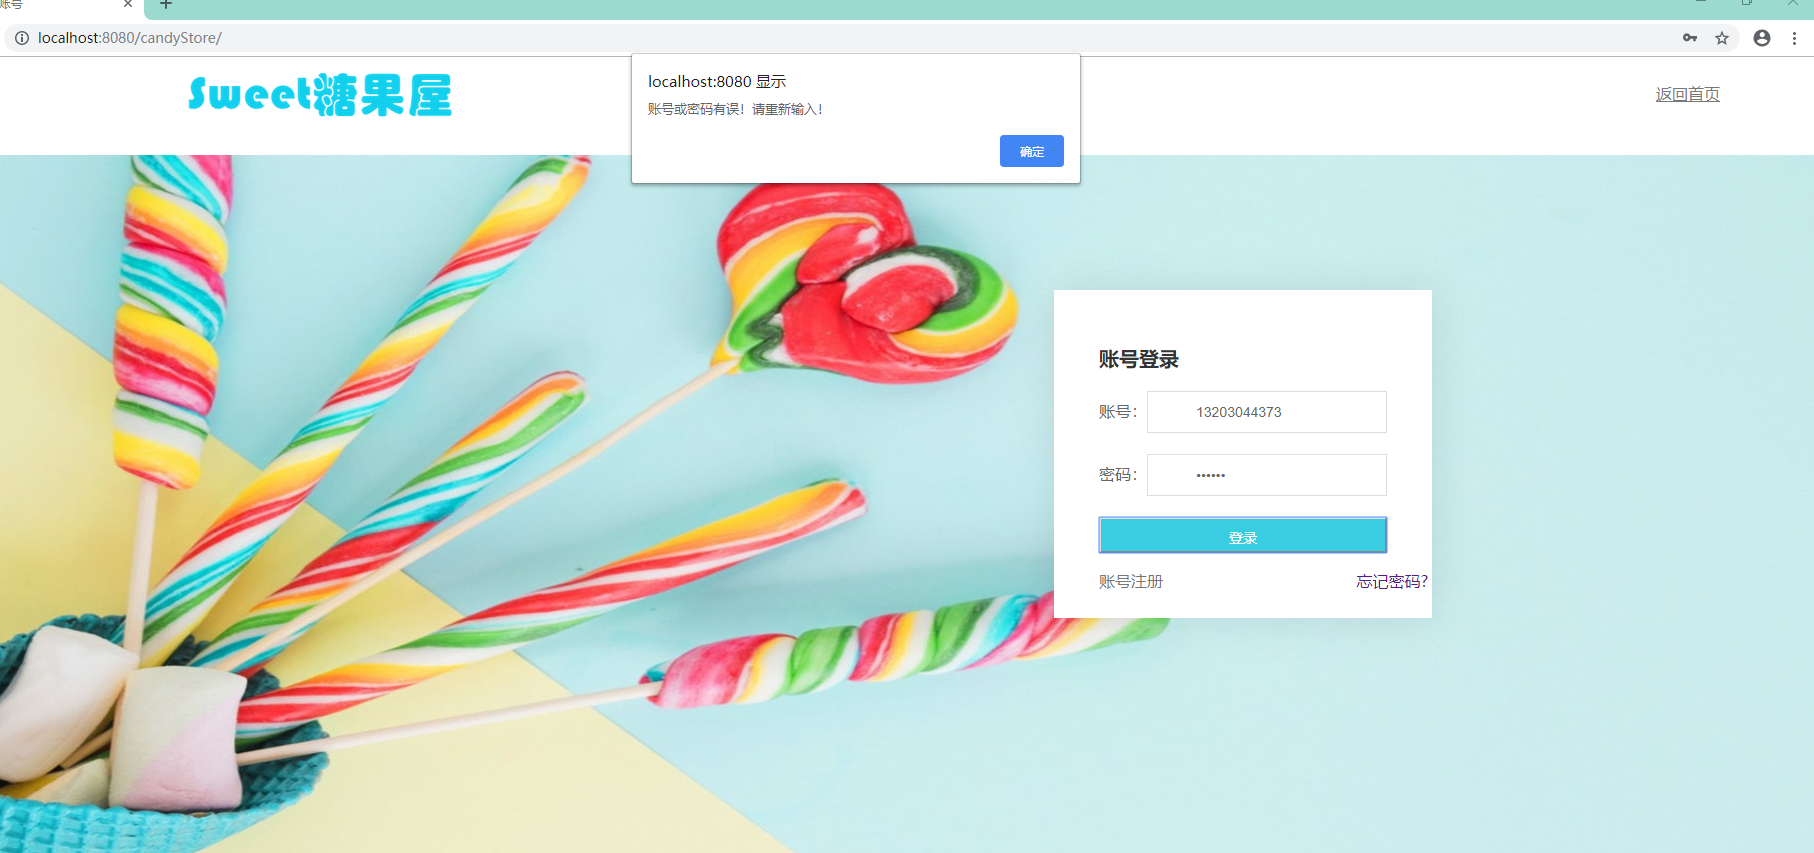 账号
localhost:8080/candyStore/
Sweet糖果屋
localhost:8080 显示
账号或密码有误！请重新输入！
确定
返回首页
账号登录
账号：
13203044373
密码：
••••••
登录
账号注册
忘记密码?